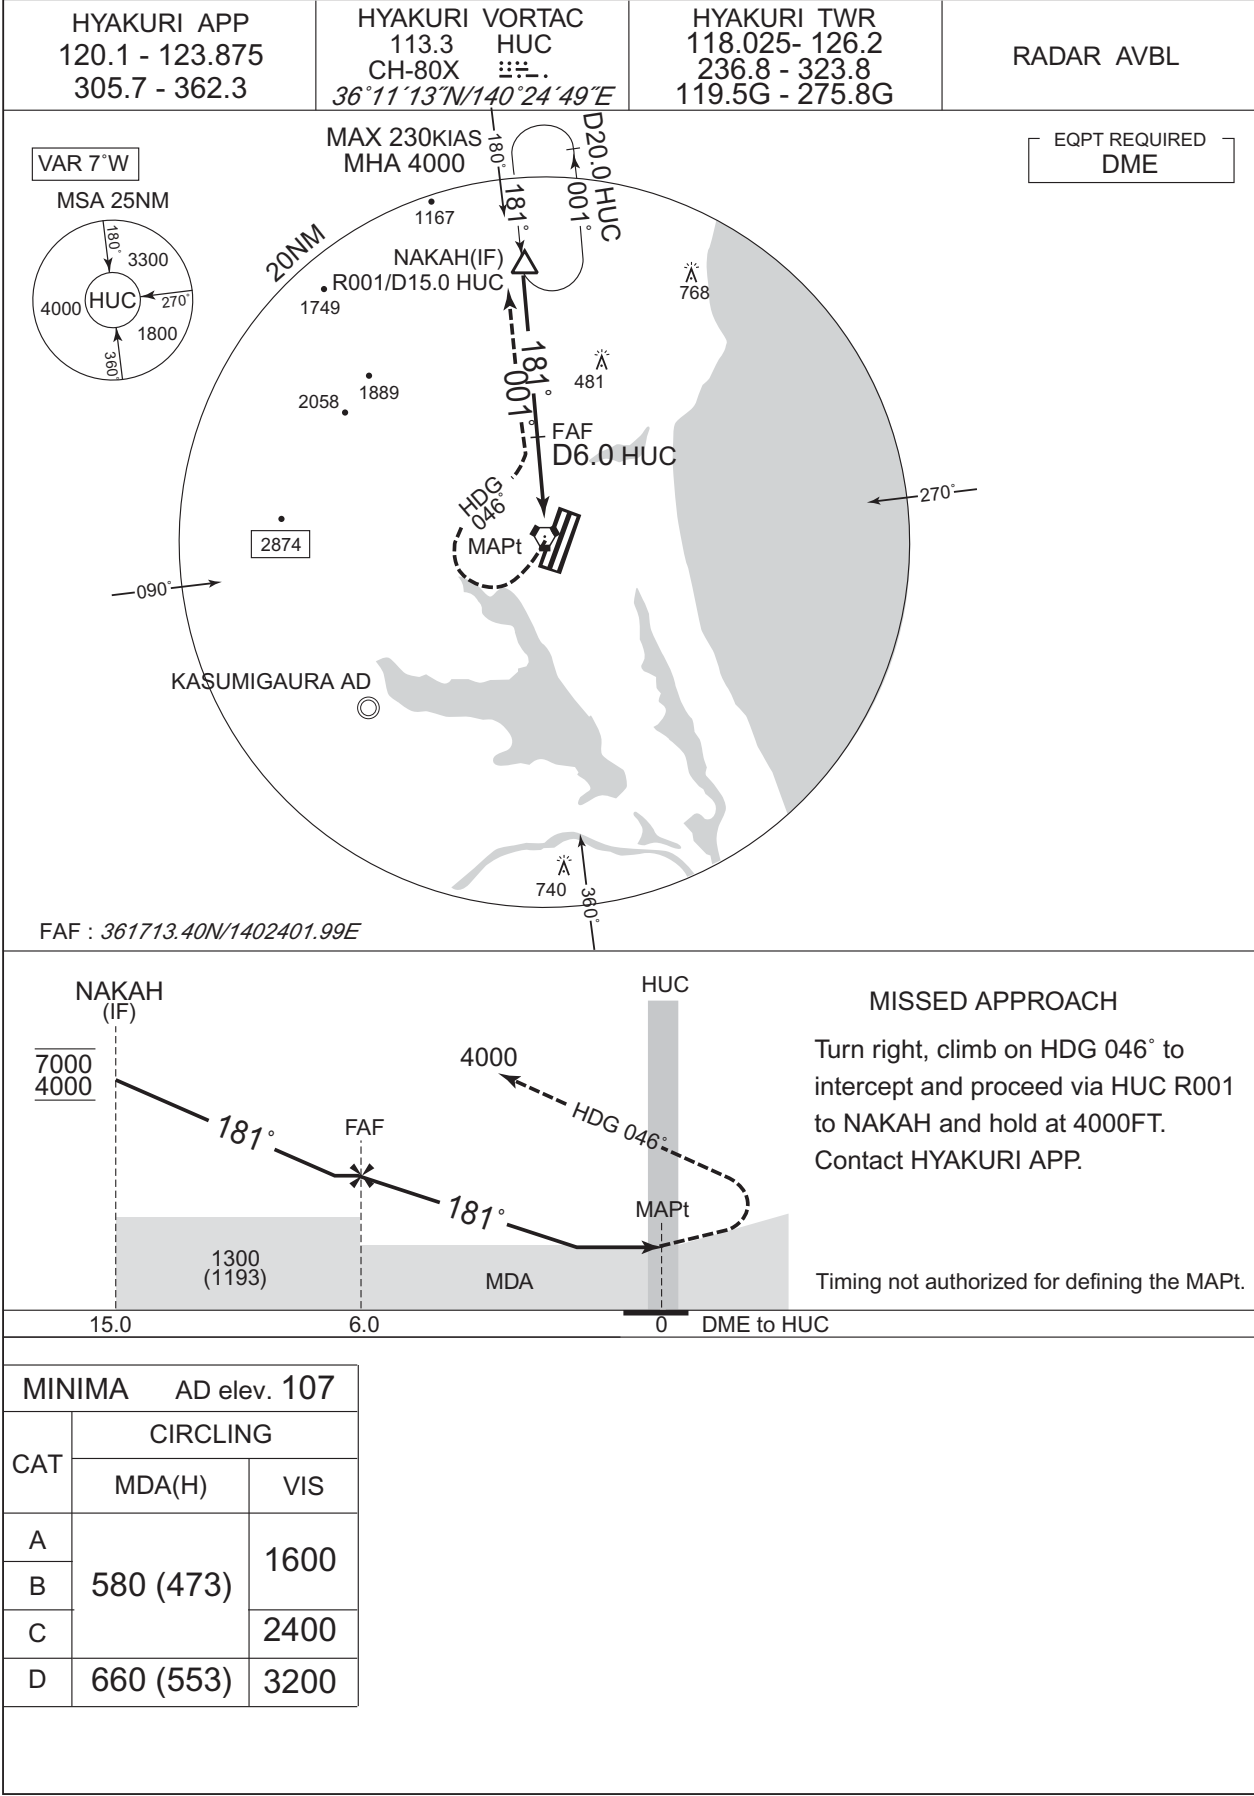 HYAKURI APP
120.1 - 123.875
305.7 - 362.3
HYAKURI VORTAC
113.3 HUC
CH-80X
36°11´13˝N/140°24´49˝E
HYAKURI TWR
118.025- 126.2
236.8 - 323.8
119.5G - 275.8G
RADAR AVBL
VAR 7°W
MSA 25NM
180°
3300
HUC
4000
270°
1800
360°
MAX 230KIAS
MHA 4000
180°
181°
001°
D20.0 HUC
EQPT REQUIRED
DME
20NM
1167
NAKAH(IF)
R001/D15.0 HUC
1749
768
181°
001°
481
2058
1889
FAF
D6.0 HUC
HDG
046°
MAPt
270°
2874
090°
KASUMIGAURA AD
740
360°
FAF : 361713.40N/1402401.99E
NAKAH
(IF)
7000
4000
181°
FAF
181°
4000
HDG 046°
HUC
MAPt
1300
(1193)
MDA
15.0
6.0
0
DME to HUC
MISSED APPROACH
Turn right, climb on HDG 046° to
intercept and proceed via HUC R001
to NAKAH and hold at 4000FT.
Contact HYAKURI APP.
Timing not authorized for defining the MAPt.
MINIMA AD elev. 107
CAT
CIRCLING
MDA(H)
VIS
A
B
580 (473)
1600
C
2400
D
660 (553)
3200